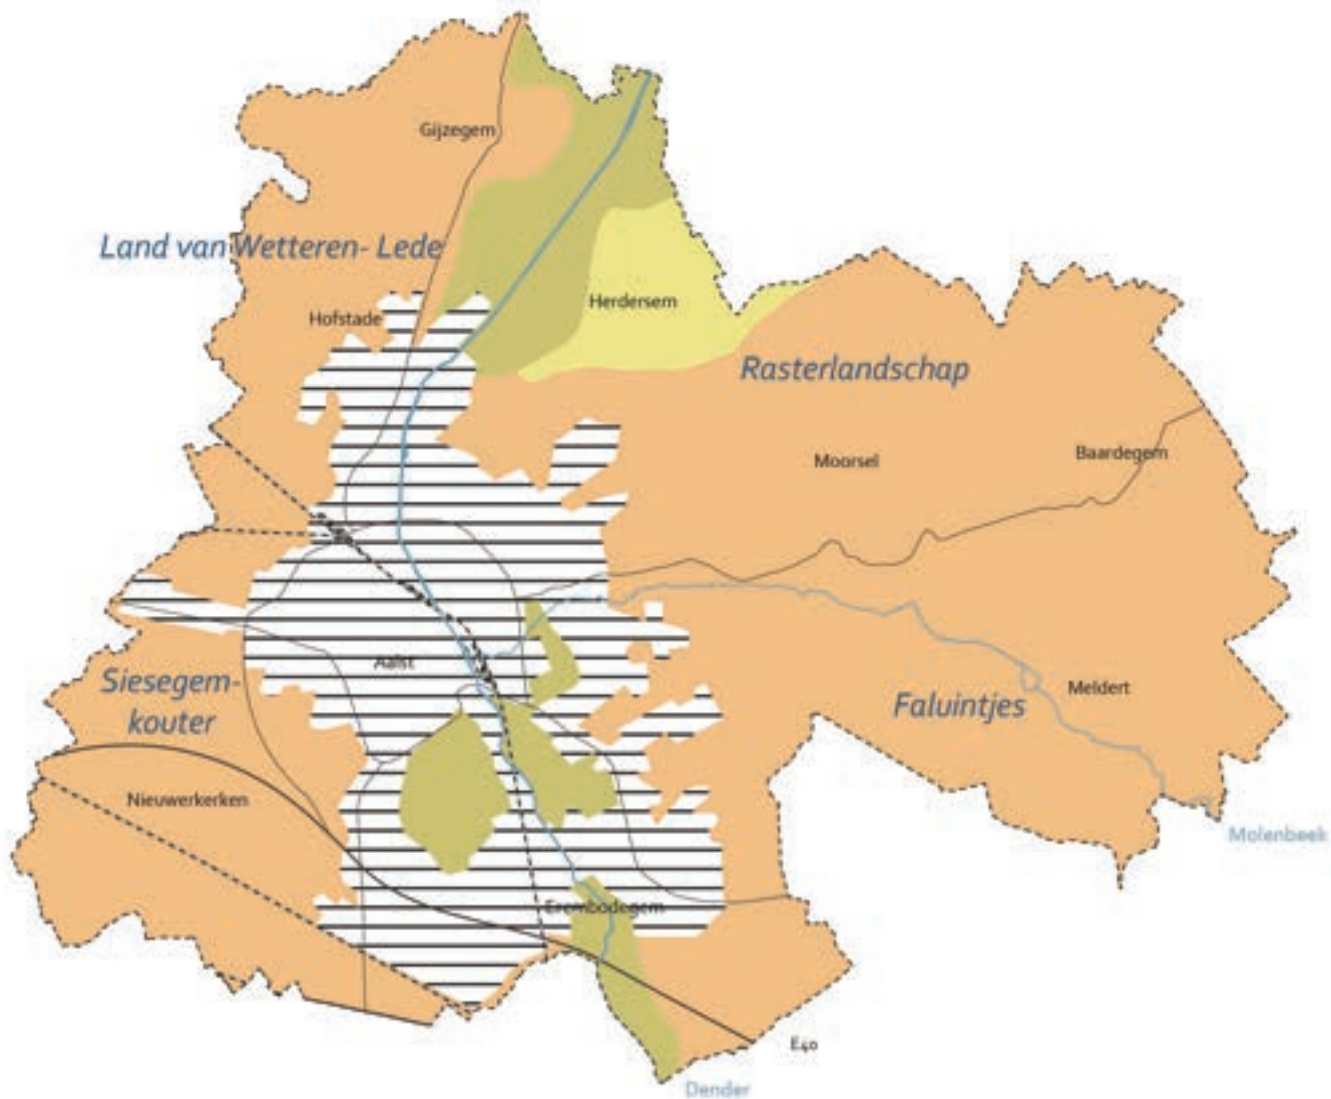 Gijzegem
Land van Wetteren- Lede
Herdersem
Hofstade
Rasterlandschap
Moorsel
Baardegem
Aalst
Siesegem-
kouter
Meldert
Faluintjes
Nieuwerkerken
Molenbeek
Erembodegem
E40
Dender